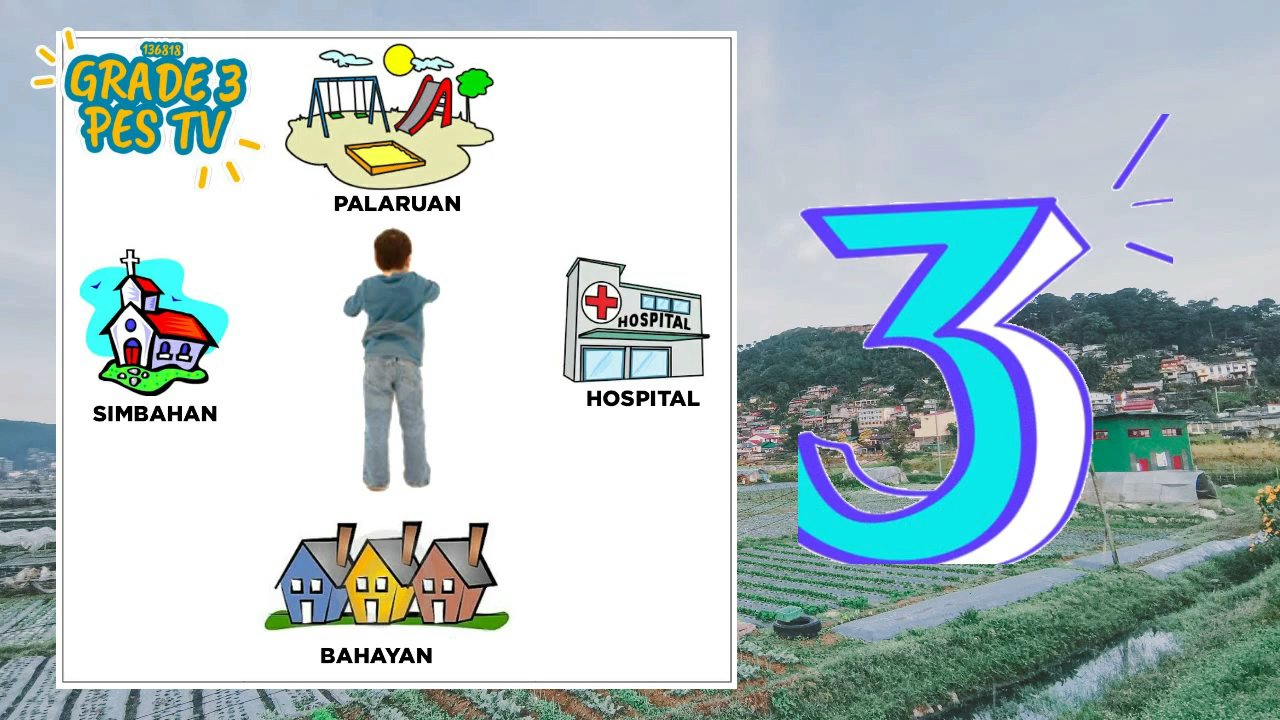 136818
GRADE 3
PES TV
PALARUAN
SIMBAHAN
HOSPITAL
HOSPITAL
BAHAYAN
3